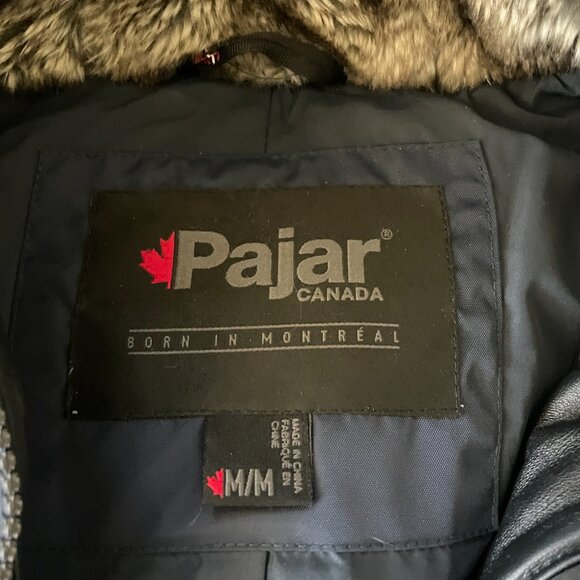 Pajar®
CANADA
BORN IN MONTRÉAL
M/M
MADE IN CHINA
FABRIQUÉ EN
CHINE